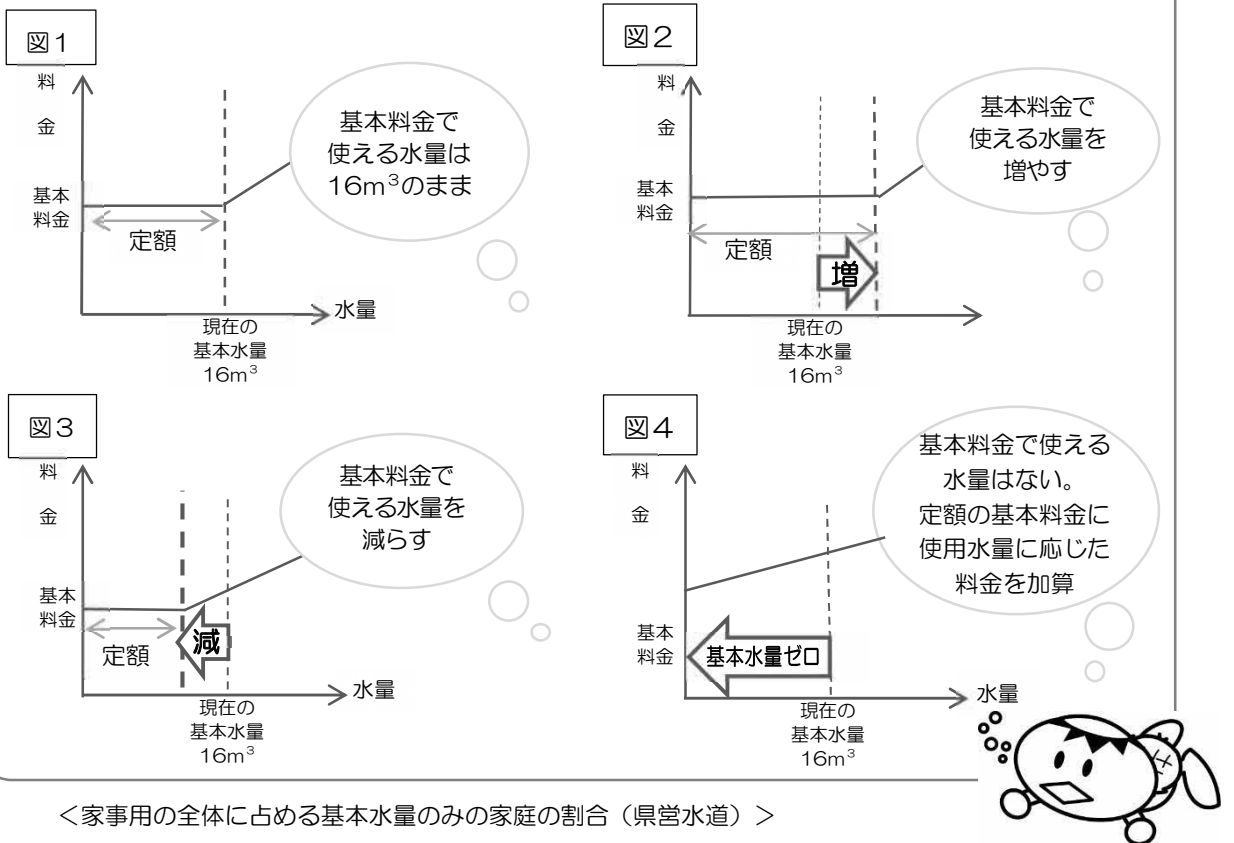 図1
料
金
基本
料金
定額
基本料金で
使える水量は
16m³のまま
水量
現在の
基本水量
16m³
図2
料
金
基本
料金
定額
増
基本料金で
使える水量を
増やす
現在の
基本水量
16m³
図3
料
金
基本
料金
定額
減
基本料金で
使える水量を
減らす
水量
現在の
基本水量
16m³
図4
料
金
基本
料金
基本水量ゼロ
基本料金で使える
水量はない。
定額の基本料金に
使用水量に応じた
料金を加算
水量
現在の
基本水量
16m³
＜家事用の全体に占める基本水量のみの家庭の割合（県営水道）＞